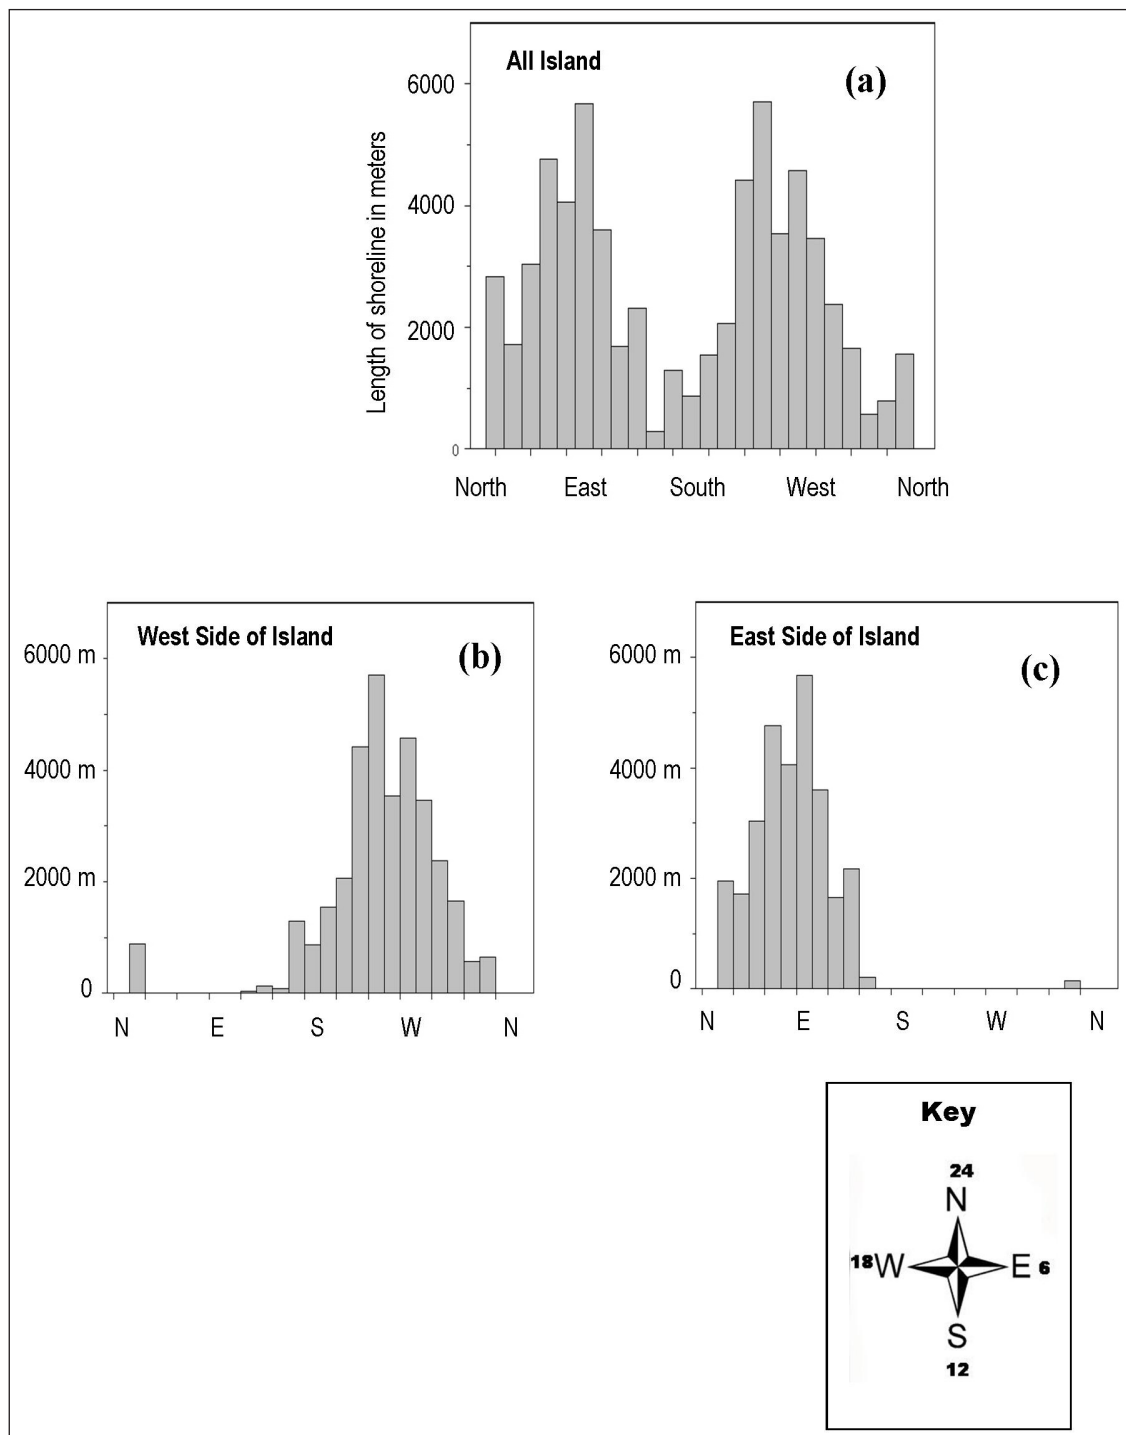 All Island
(a)
6000
4000
2000
0
Length of shoreline in meters
North East South West North
West Side of Island
(b)
6000 m
4000 m
2000 m
0
N E S W N
East Side of Island
(c)
6000 m
4000 m
2000 m
0
N E S W N
Key
24
N
18 W E 6
S
12